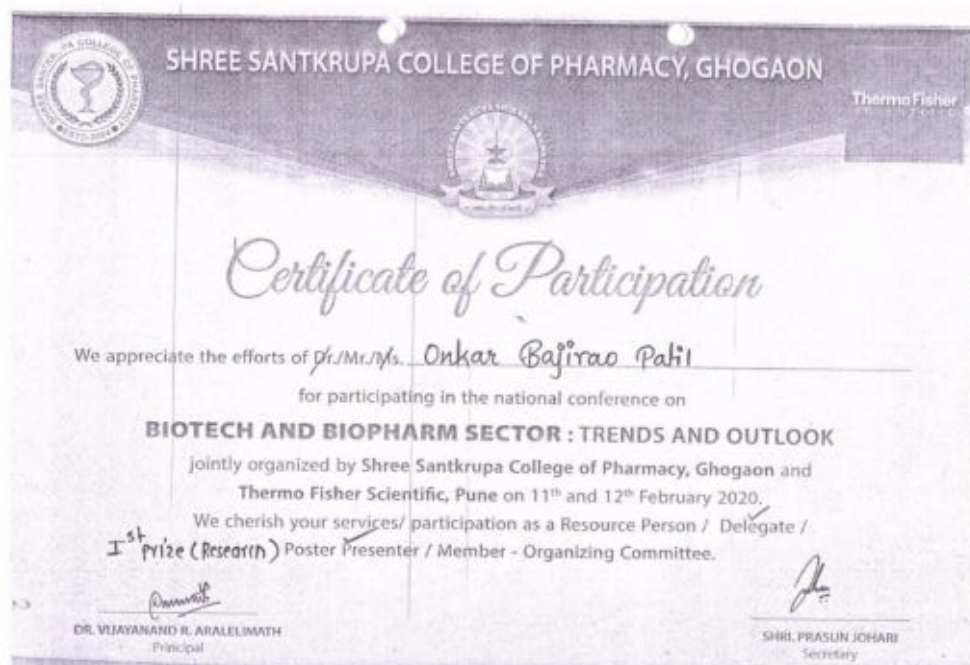 SHREE SANTKRUPA COLLEGE OF PHARMACY, GHOGAON
ThermoFisher
Certificate of Participation
We appreciate the efforts of Dr./Mr./Ms. Onkar Bajirao Patil
for participating in the national conference on
BIOTECH AND BIOPHARM SECTOR : TRENDS AND OUTLOOK
jointly organized by Shree Santkrupa College of Pharmacy, Ghogaon and
Thermo Fisher Scientific, Pune on 11th and 12th February 2020.
We cherish your services/ participation as a Resource Person / Delegate /
Ist prize (Research) Poster Presenter / Member - Organizing Committee.
DR. VIJAYANAND R. ARALELIMATH
Principal
SHRI. PRASUN JOHARI
Secretary